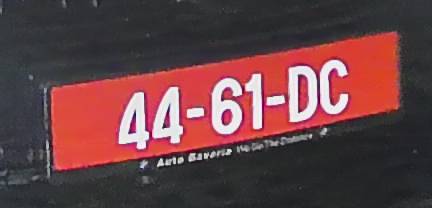 44-61-DC
Auto Bavaria We Go The Distance